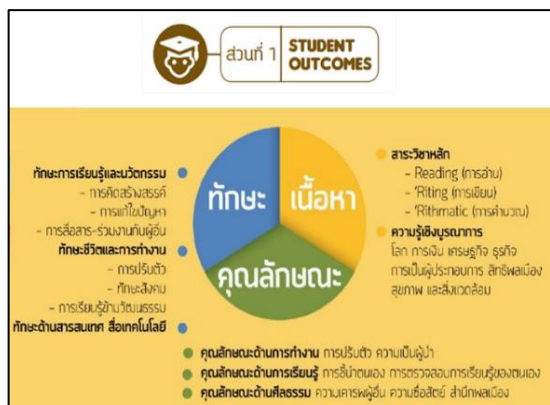 ส่วนที่ 1
STUDENT
OUTCOMES
ทักษะ
เนื้อหา
คุณลักษณะ
ทักษะการเรียนรู้และนวัตกรรม
- การคิดสร้างสรรค์
- การแก้ไขปัญหา
- การสื่อสาร-ร่วมงานกับผู้อื่น
ทักษะชีวิตและการทำงาน
- การปรับตัว
- ทักษะสังคม
- การเรียนรู้ข้ามวัฒนธรรม
ทักษะด้านสารสนเทศ สื่อเทคโนโลยี
สาระวิชาหลัก
- Reading (การอ่าน)
- 'Riting (การเขียน)
- 'Rithmatic (การคำนวณ)
ความรู้เชิงบูรณาการ
โลก การเงิน เศรษฐกิจ ธุรกิจ
การเป็นผู้ประกอบการ สิทธิพลเมือง
สุขภาพ และสิ่งแวดล้อม
คุณลักษณะด้านการทำงาน การปรับตัว ความเป็นผู้นำ
คุณลักษณะด้านการเรียนรู้ การชี้นำตนเอง การตรวจสอบการเรียนรู้ของตนเอง
คุณลักษณะด้านศีลธรรม ความเคารพผู้อื่น ความซื่อสัตย์ สำนึกพลเมือง